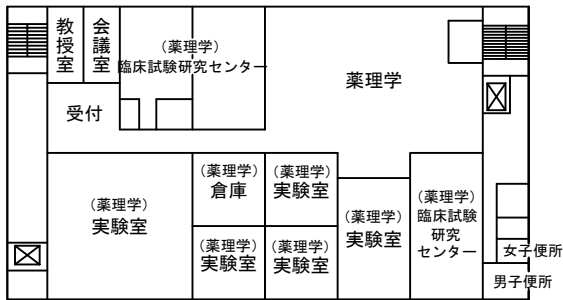 教授室
会議室
(薬理学)
臨床試験研究センター
薬理学
受付
(薬理学)
実験室
(薬理学)
倉庫
(薬理学)
実験室
(薬理学)
実験室
(薬理学)
実験室
(薬理学)
実験室
(薬理学)
臨床試験
研究
センター
女子便所
男子便所